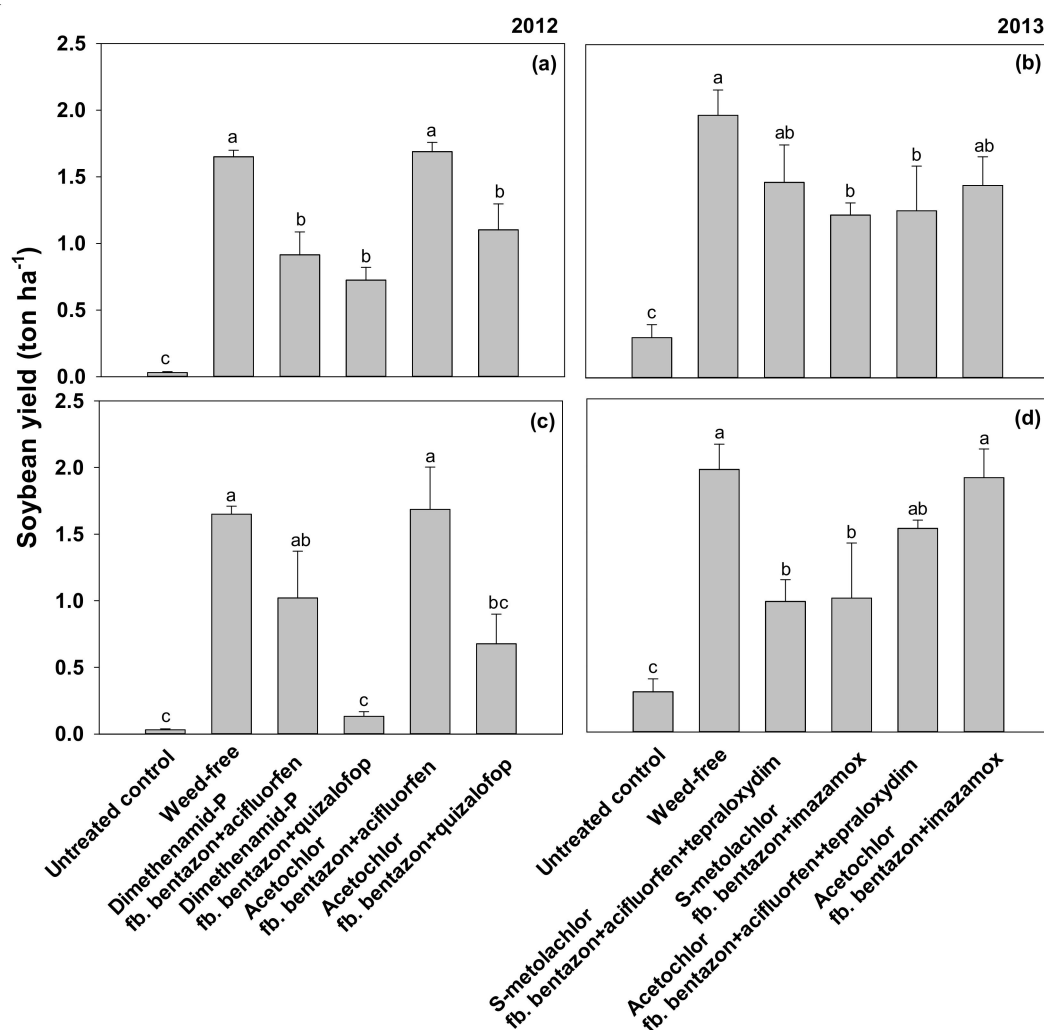 2012
2013
Soybean yield (ton ha-1)
(a)
2.5
2.0
1.5
1.0
0.5
0.0
c
a
b
b
a
b
(b)
c
a
ab
b
b
ab
(c)
2.5
2.0
1.5
1.0
0.5
0.0
c
a
ab
c
a
bc
(d)
c
a
b
b
ab
a
Untreated control
Weed-free
Dimethenamid-P
fb. bentazon+acifluorfen
Dimethenamid-P
fb. bentazon+quizalofop
Acetochlor
fb. bentazon+acifluorfen
Acetochlor
fb. bentazon+quizalofop
Untreated control
Weed-free
S-metolachlor
fb. bentazon+acifluorfen+tepraloxydim
S-metolachlor
fb. bentazon+imazamox
Acetochlor
fb. bentazon+acifluorfen+tepraloxydim
Acetochlor
fb. bentazon+imazamox